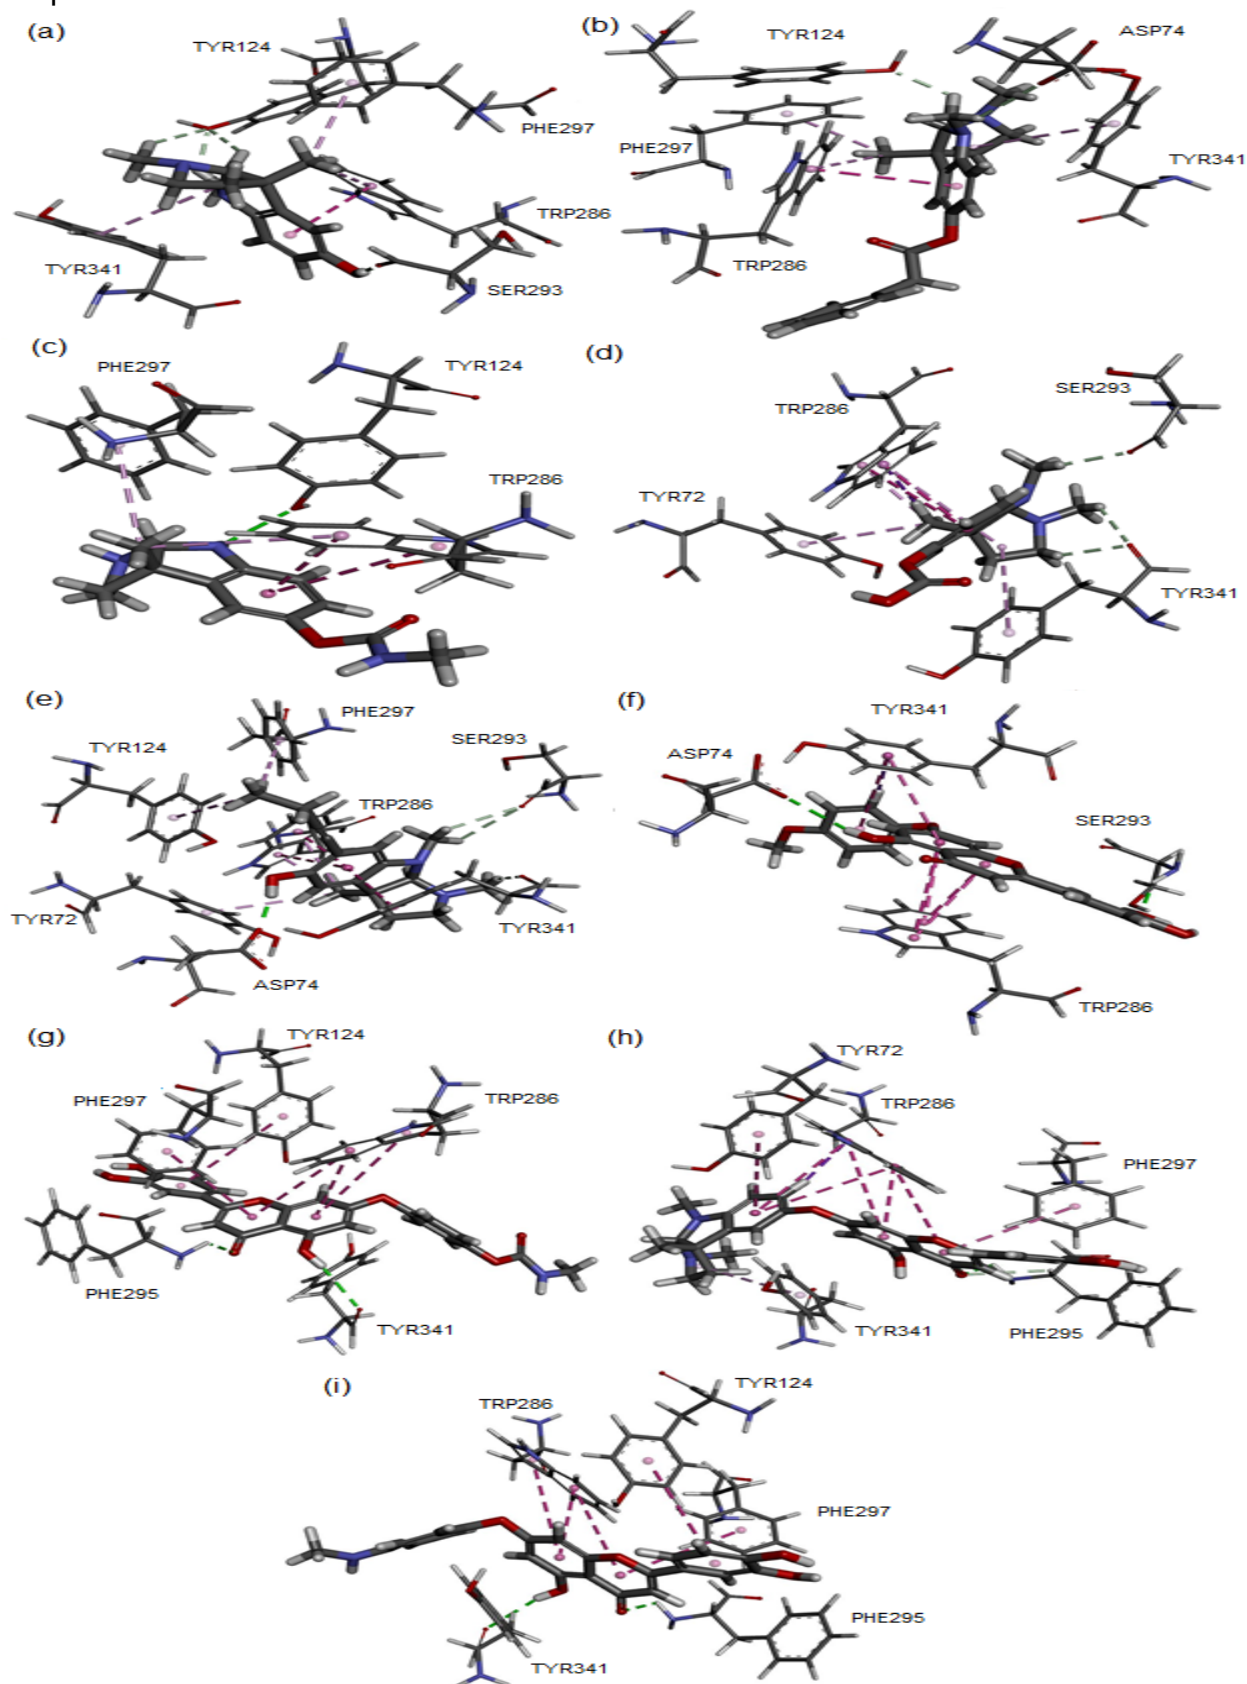 (a)
TYR124
PHE297
TRP286
TYR341
SER293
(b)
TYR124
ASP74
PHE297
TYR341
TRP286
(c)
PHE297
TYR124
TRP286
(d)
TRP286
SER293
TYR72
TYR341
(e)
PHE297
TYR124
SER293
TRP286
TYR72
TYR341
ASP74
(f)
TYR341
ASP74
SER293
TRP286
(g)
TYR124
PHE297
TRP286
PHE295
TYR341
(h)
TYR72
TRP286
PHE297
TYR341
PHE295
(i)
TRP286
TYR124
PHE297
PHE295
TYR341